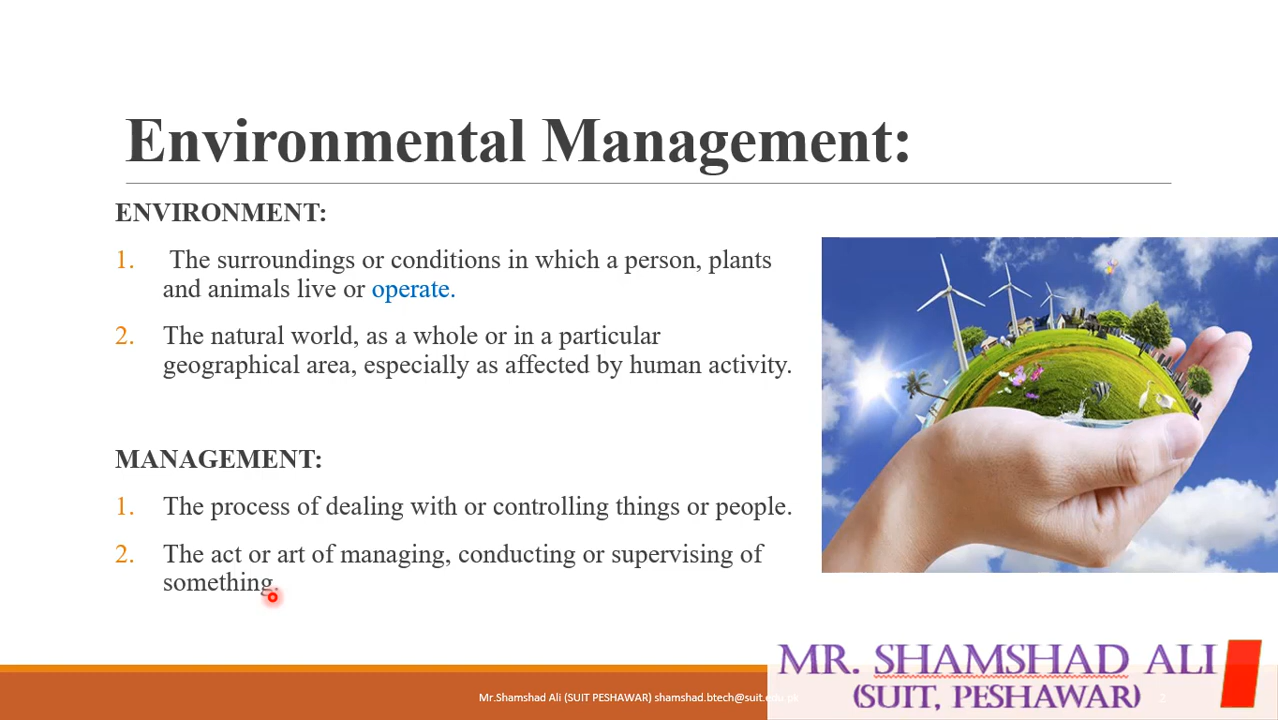 Environmental Management:
ENVIRONMENT:
1. The surroundings or conditions in which a person, plants
and animals live or operate.
2. The natural world, as a whole or in a particular
geographical area, especially as affected by human activity.
MANAGEMENT:
1. The process of dealing with or controlling things or people.
2. The act or art of managing, conducting or supervising of
something.
Mr.Shamshad Ali (SUIT PESHAWAR) shamshad.btech@suit.edu.pk
MR. SHAMSHAD ALI
(SUIT, PESHAWAR)
2